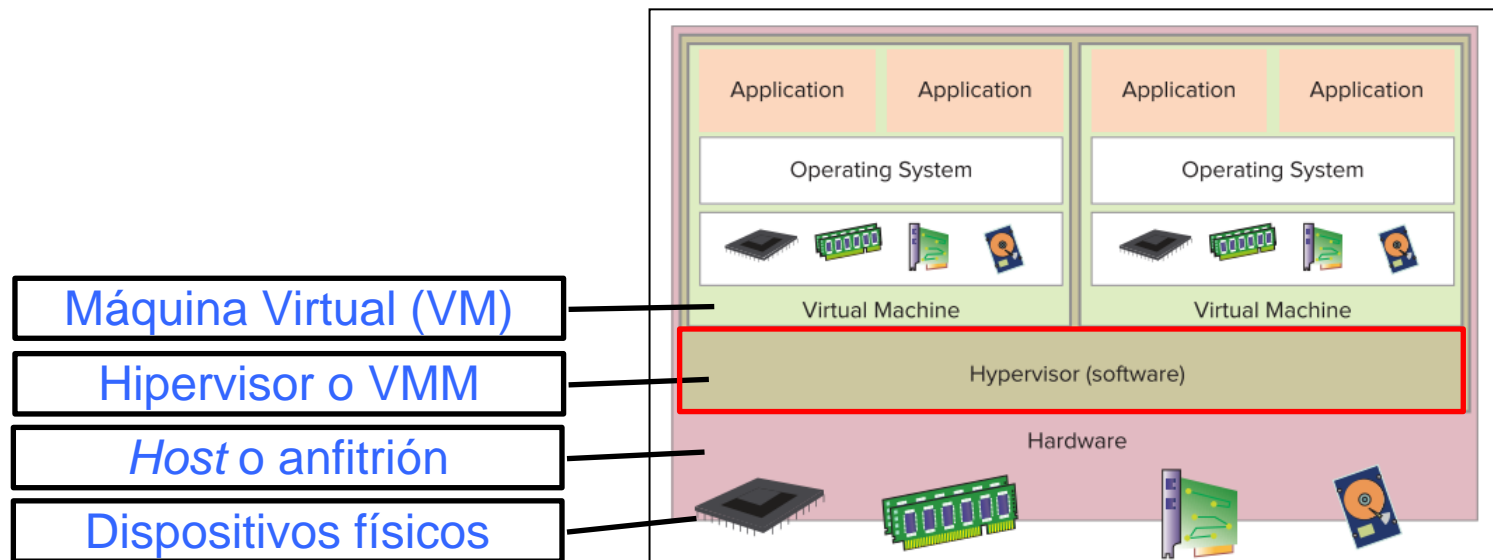 Application Application Application Application
Operating System Operating System
Virtual Machine Virtual Machine
Máquina Virtual (VM)
Hypervisor (software)
Hipervisor o VMM
Hardware
Host o anfitrión
Dispositivos físicos